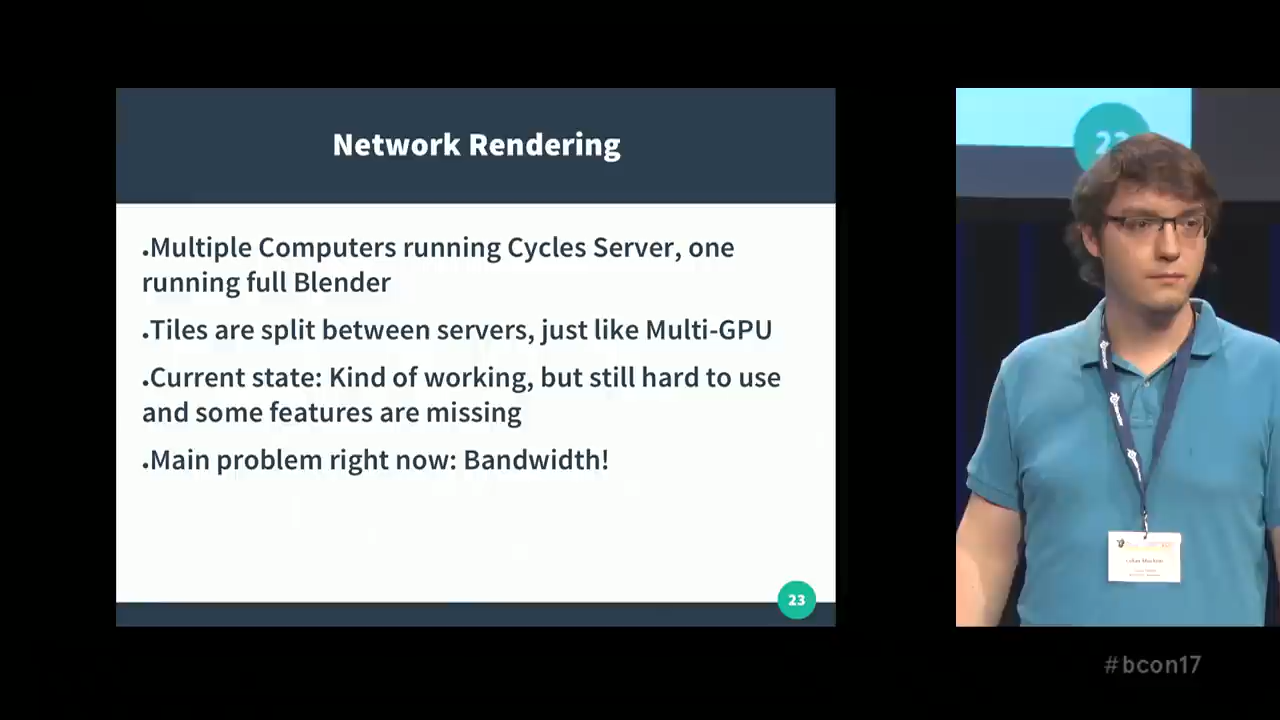 Network Rendering
.Multiple Computers running Cycles Server, one
running full Blender
.Tiles are split between servers, just like Multi-GPU
.Current state: Kind of working, but still hard to use
and some features are missing
.Main problem right now: Bandwidth!
23
#bcon17